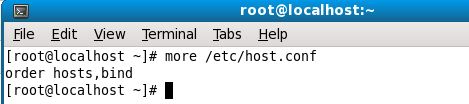 root@localhost:~
File Edit View Terminal Tabs Help
[root@localhost ~]# more /etc/host.conf
order hosts,bind
[root@localhost ~]#